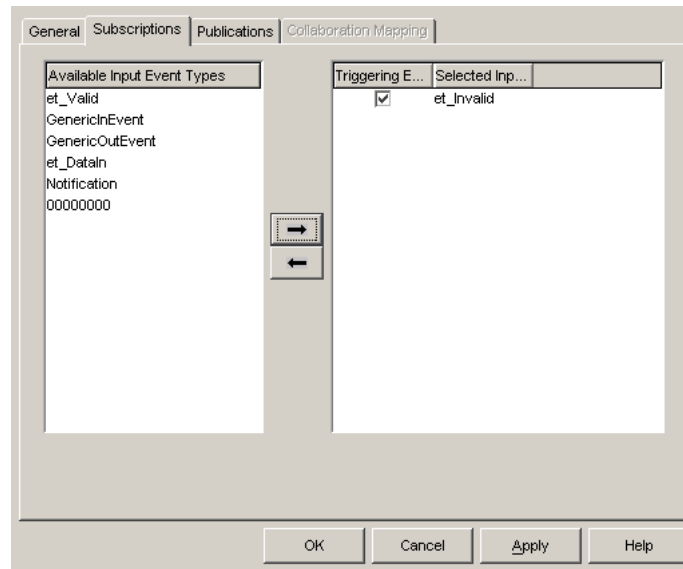 General Subscriptions Publications Collaboration Mapping
Available Input Event Types
et_Valid
GenericInEvent
GenericOutEvent
et_DataIn
Notification
00000000
Triggering E... Selected Inp...
et_Invalid
OK Cancel Apply Help